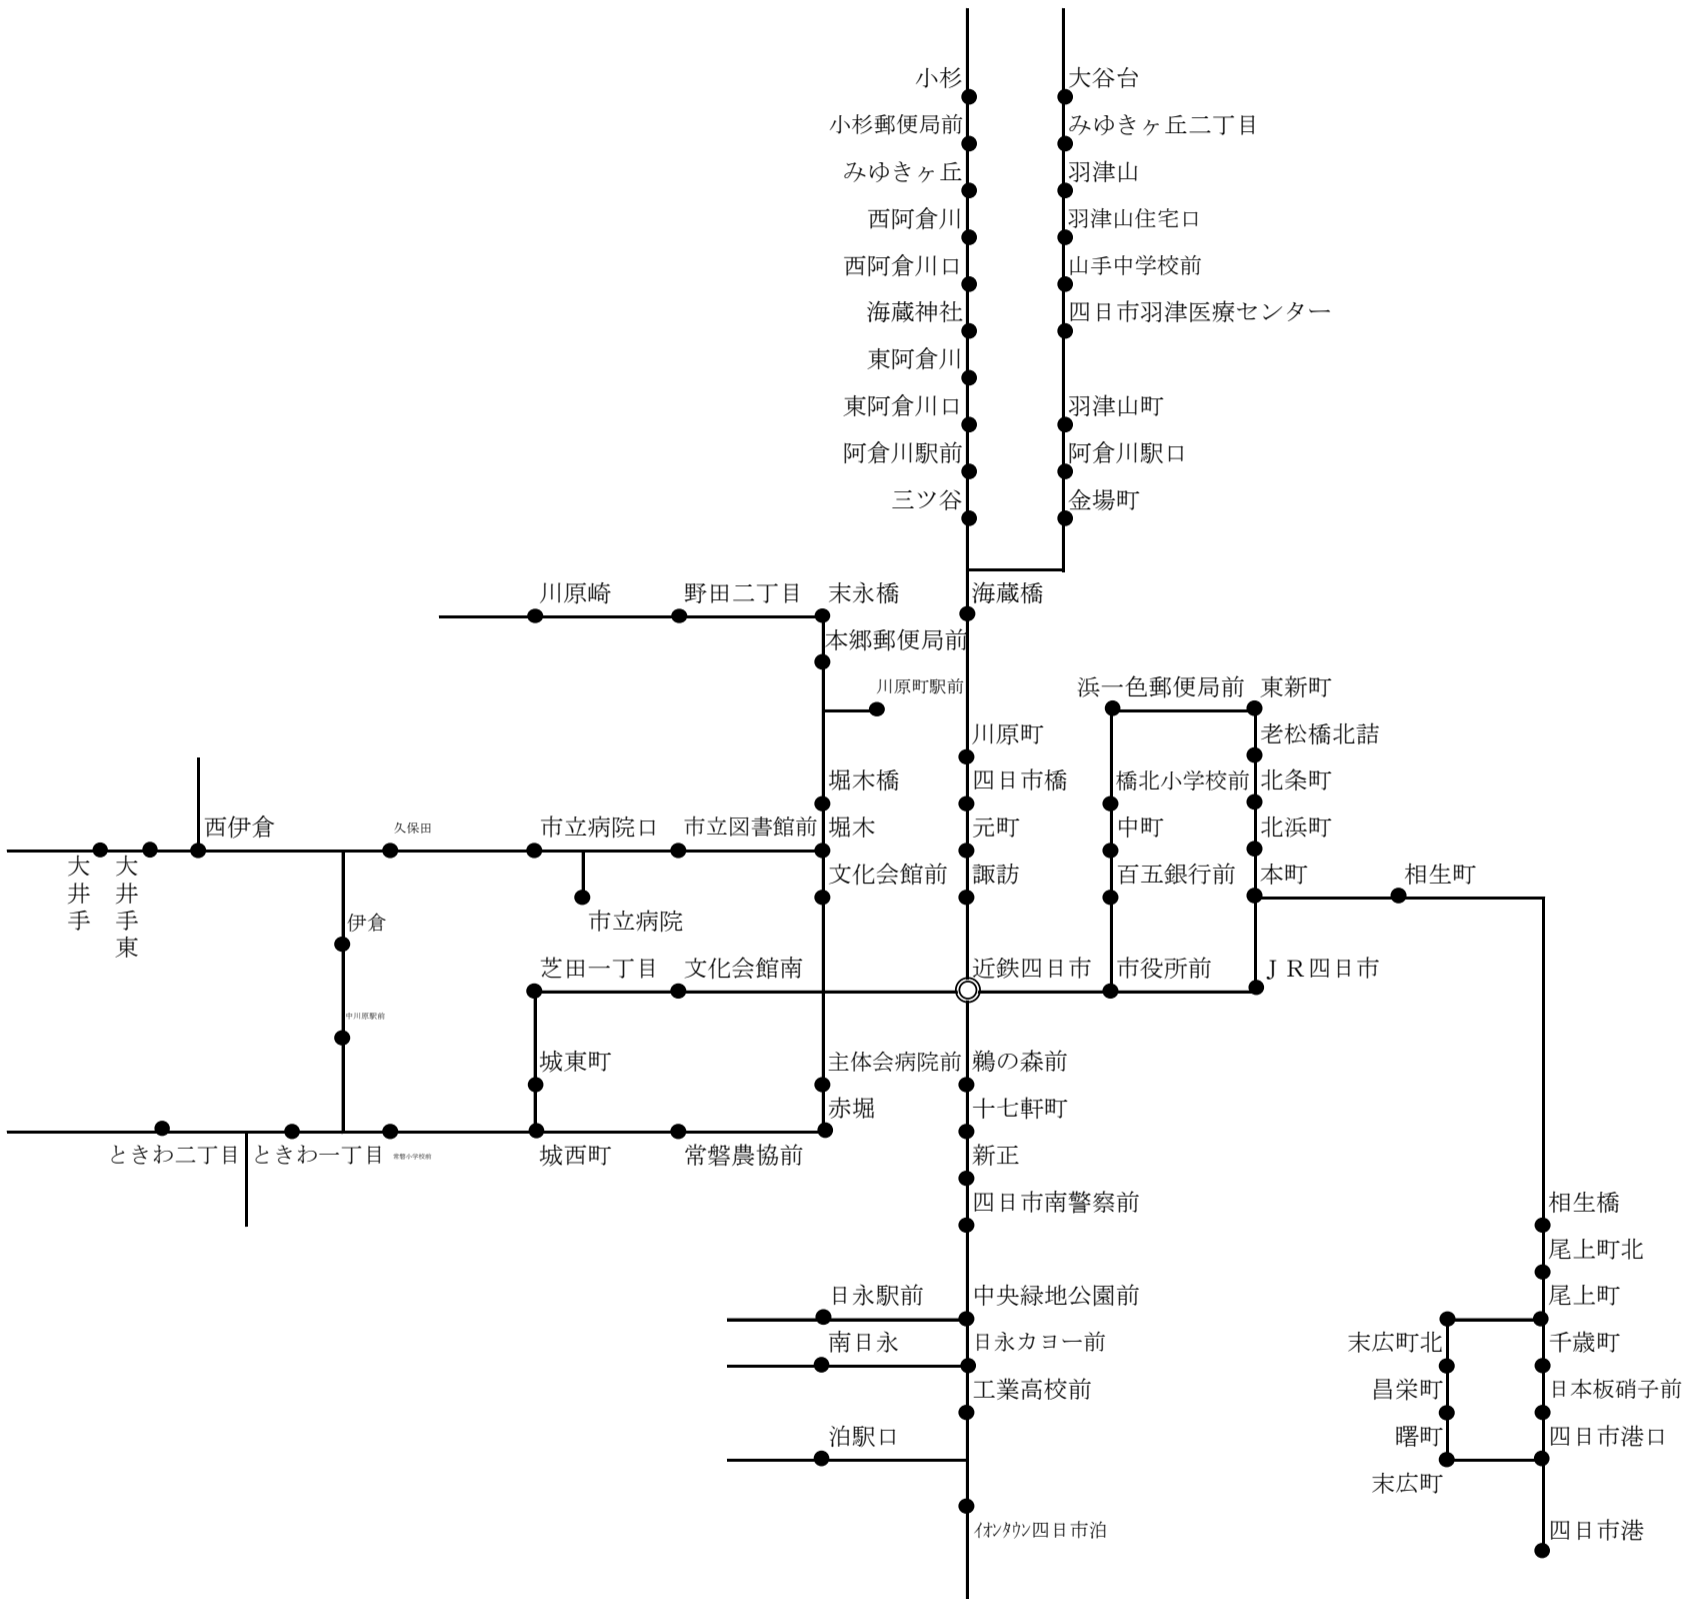 小杉
大谷台
小杉郵便局前
みゆきヶ丘二丁目
みゆきヶ丘
羽津山
西阿倉川
羽津山住宅口
西阿倉川口
山手中学校前
海蔵神社
四日市羽津医療センター
東阿倉川
東阿倉川口
羽津山町
阿倉川駅前
阿倉川駅口
三ツ谷
金場町
川原崎
野田二丁目
末永橋
海蔵橋
本郷郵便局前
川原町駅前
浜一色郵便局前
東新町
川原町
老松橋北詰
堀木橋
四日市橋
橋北小学校前
北条町
西伊倉
久保田
市立病院口
市立図書館前
堀木
元町
中町
北浜町
大井手
大井手東
文化会館前
諏訪
百五銀行前
本町
相生町
伊倉
市立病院
芝田一丁目
文化会館南
近鉄四日市
市役所前
ＪＲ四日市
中川原駅前
城東町
主体会病院前
鵜の森前
赤堀
十七軒町
ときわ二丁目
ときわ一丁目
常磐小学校前
城西町
常磐農協前
新正
四日市南警察前
相生橋
尾上町北
日永駅前
中央緑地公園前
尾上町
南日永
日永カヨー前
末広町北
千歳町
工業高校前
昌栄町
日本板硝子前
泊駅口
曙町
四日市港口
末広町
ｲｵﾝﾀｳﾝ四日市泊
四日市港